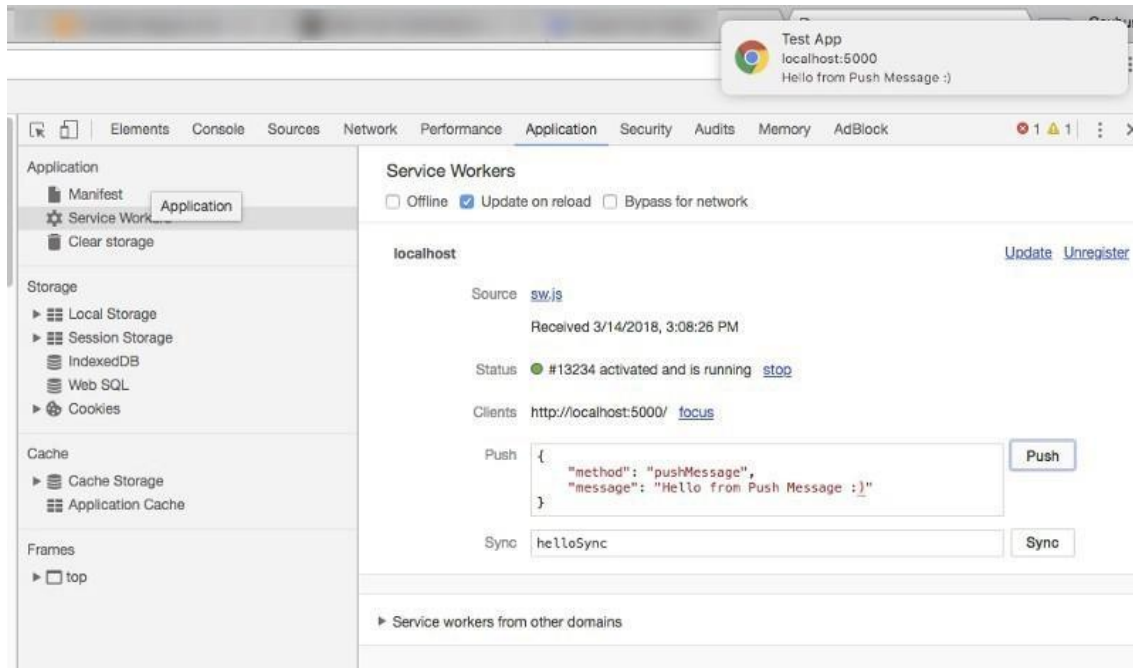 Test App
localhost:5000
Hello from Push Message :)
Elements Console Sources Network Performance Application Security Audits Memory AdBlock 1 1
Application
Manifest
Application
Service
Clear storage
Storage
Local Storage
Session Storage
IndexedDB
Web SQL
Cookies
Cache
Cache Storage
Application Cache
Frames
top
Service Workers
Offline Update on reload Bypass for network
localhost Update Unregister
Source sw.js
Received 3/14/2018, 3:08:26 PM
Status #13234 activated and is running stop
Clients http://localhost:5000/ focus
Push {
"method": "pushMessage",
"message": "Hello from Push Message :)"
}
Push
Sync helloSync Sync
Service workers from other domains